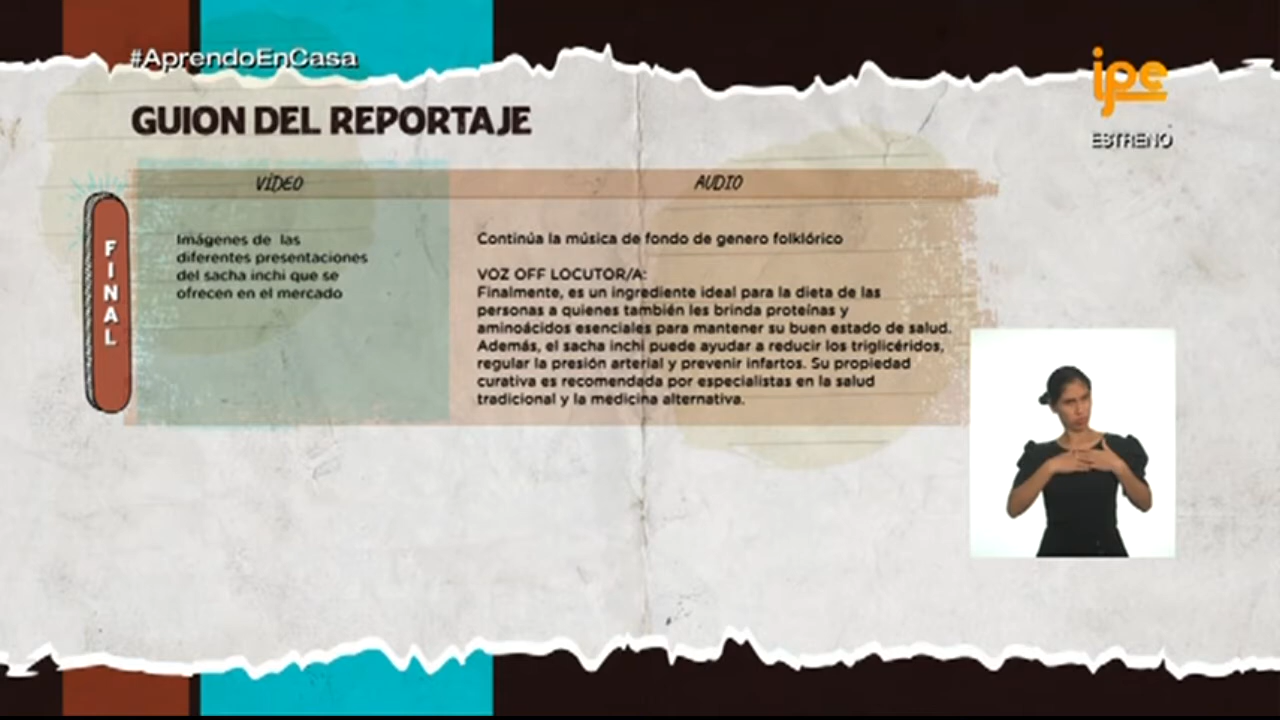 #AprendoEnCasa
ipe
ESTRENO
GUION DEL REPORTAJE
VÍDEO
AUDIO
FINAL
Imágenes de las
diferentes presentaciones
del sacha inchi que se
ofrecen en el mercado
Continúa la música de fondo de genero folklórico
VOZ OFF LOCUTOR/A:
Finalmente, es un ingrediente ideal para la dieta de las
personas a quienes también les brinda proteínas y
aminoácidos esenciales para mantener su buen estado de salud.
Además, el sacha inchi puede ayudar a reducir los triglicéridos,
regular la presión arterial y prevenir infartos. Su propiedad
curativa es recomendada por especialistas en la salud
tradicional y la medicina alternativa.